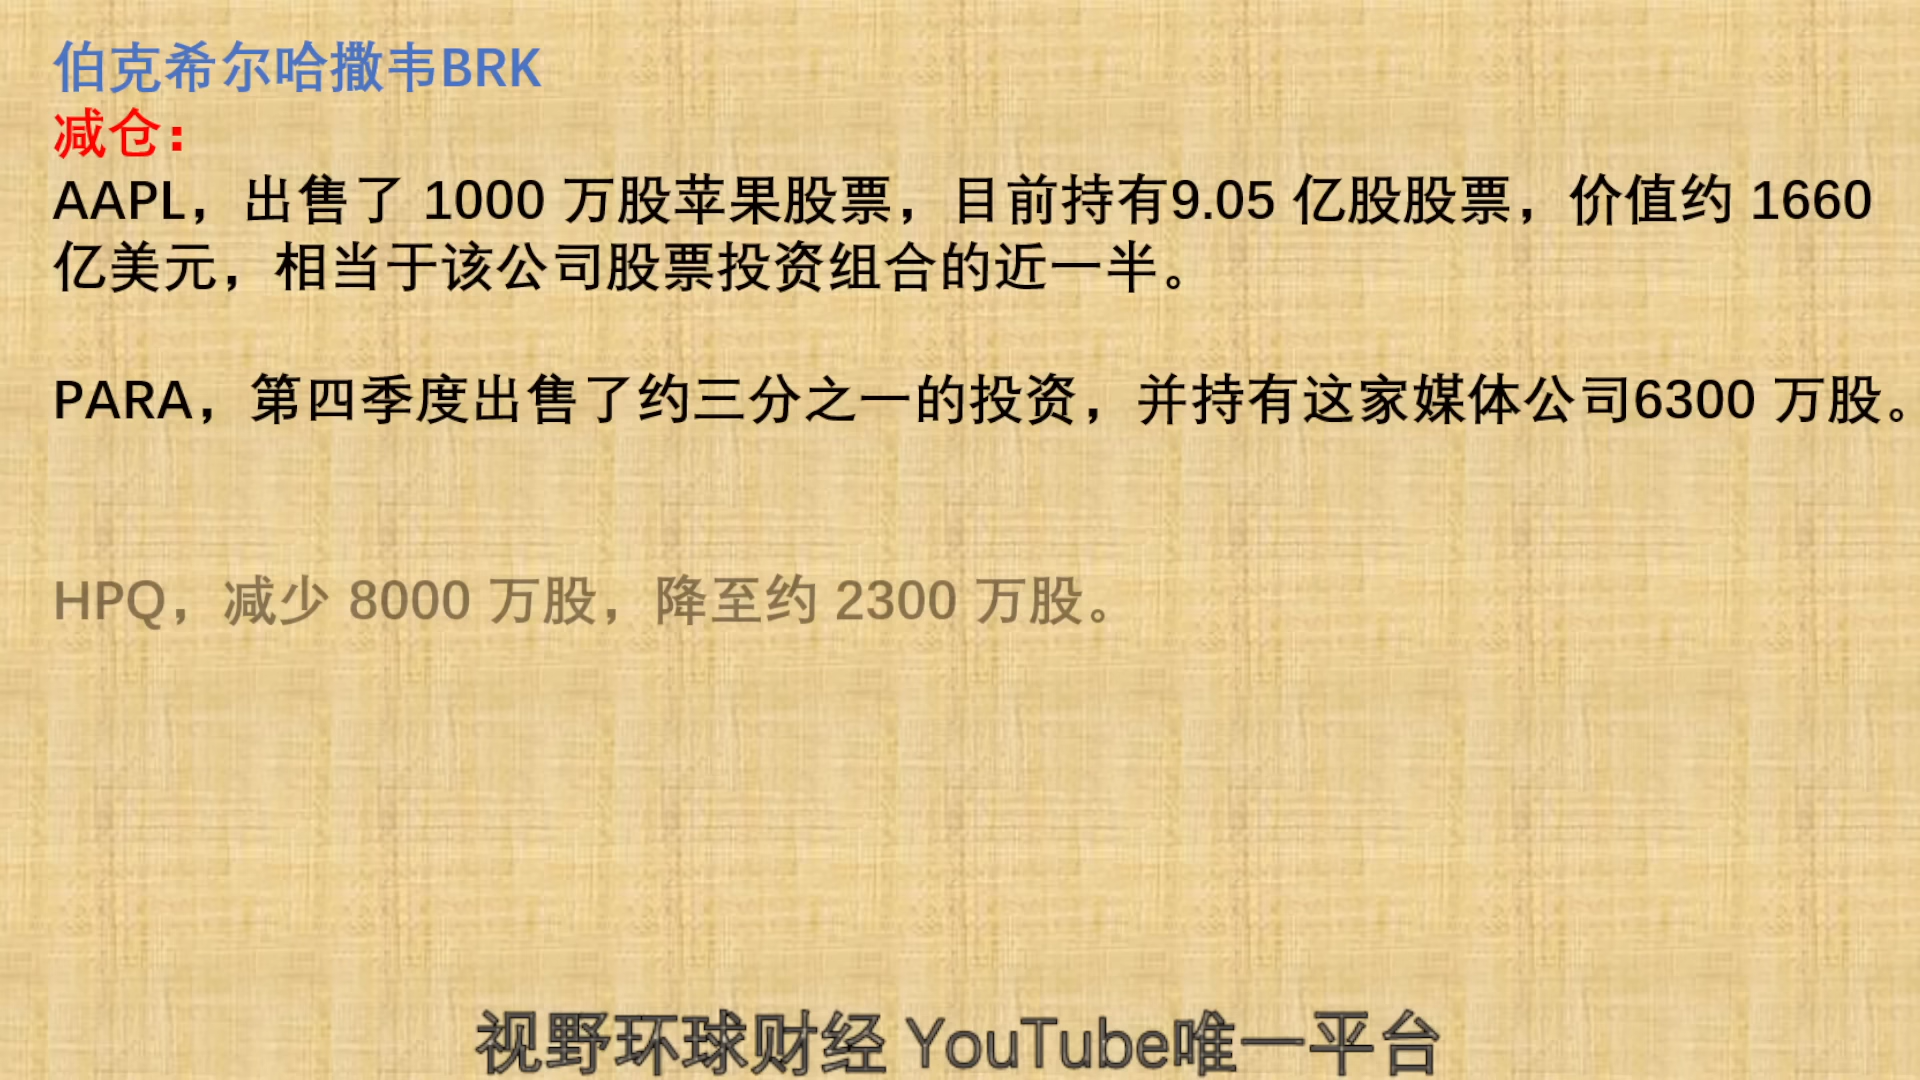 伯克希尔哈撒韦BRK
减仓：
AAPL，出售了 1000 万股苹果股票，目前持有9.05 亿股股票，价值约 1660
亿美元，相当于该公司股票投资组合的近一半。
PARA，第四季度出售了约三分之一的投资，并持有这家媒体公司6300 万股。
HPQ，减少 8000 万股，降至约 2300 万股。
视野环球财经 YouTube唯一平台